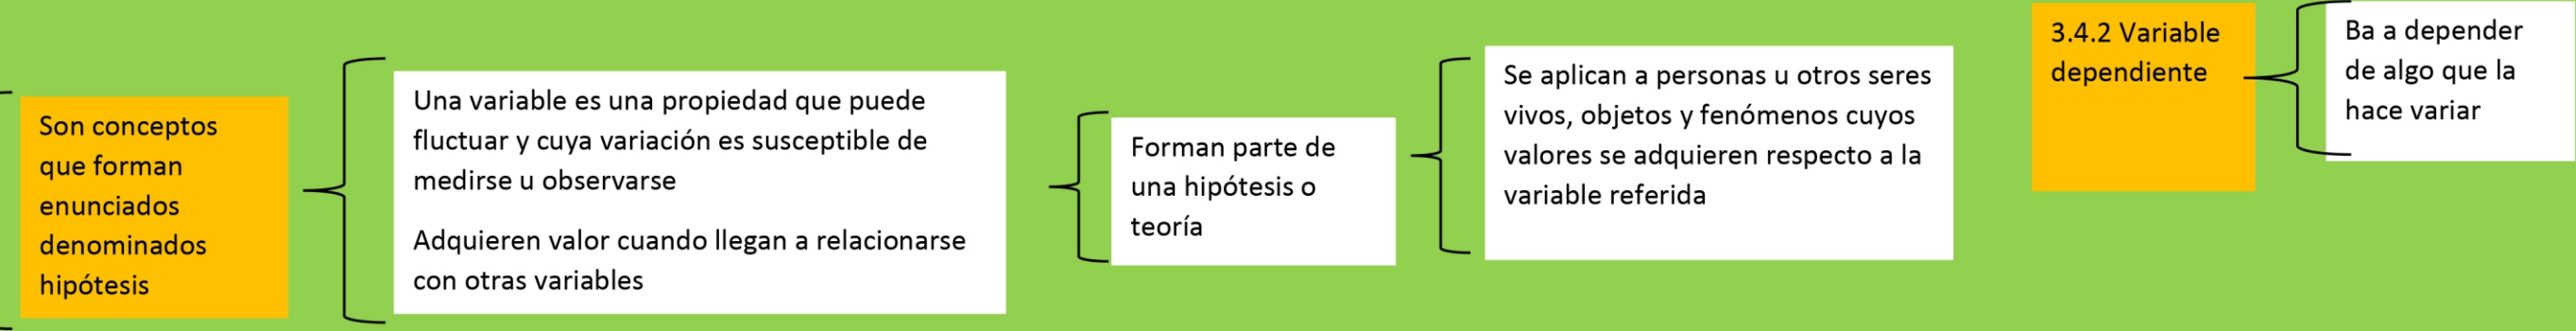 Son conceptos
que forman
enunciados
denominados
hipótesis
Una variable es una propiedad que puede
fluctuar y cuya variación es susceptible de
medirse u observarse
Adquieren valor cuando llegan a relacionarse
con otras variables
Forman parte de
una hipótesis o
teoría
Se aplican a personas u otros seres
vivos, objetos y fenómenos cuyos
valores se adquieren respecto a la
variable referida
3.4.2 Variable
dependiente
Ba a depender
de algo que la
hace variar